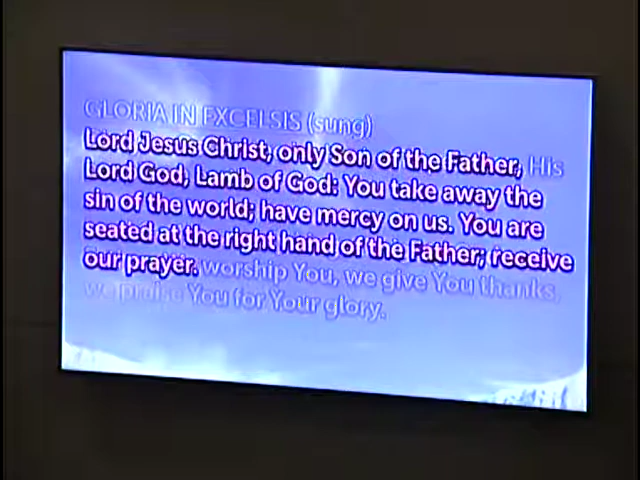 GLORIA IN EXCELSIS (sung)
Lord Jesus Christ, only Son of the Father, His
Lord God, Lamb of God: You take away the
sin of the world; have mercy on us. You are
seated at the right hand of the Father; receive
our prayer. worship You, we give You thanks,
we praise You for Your glory.